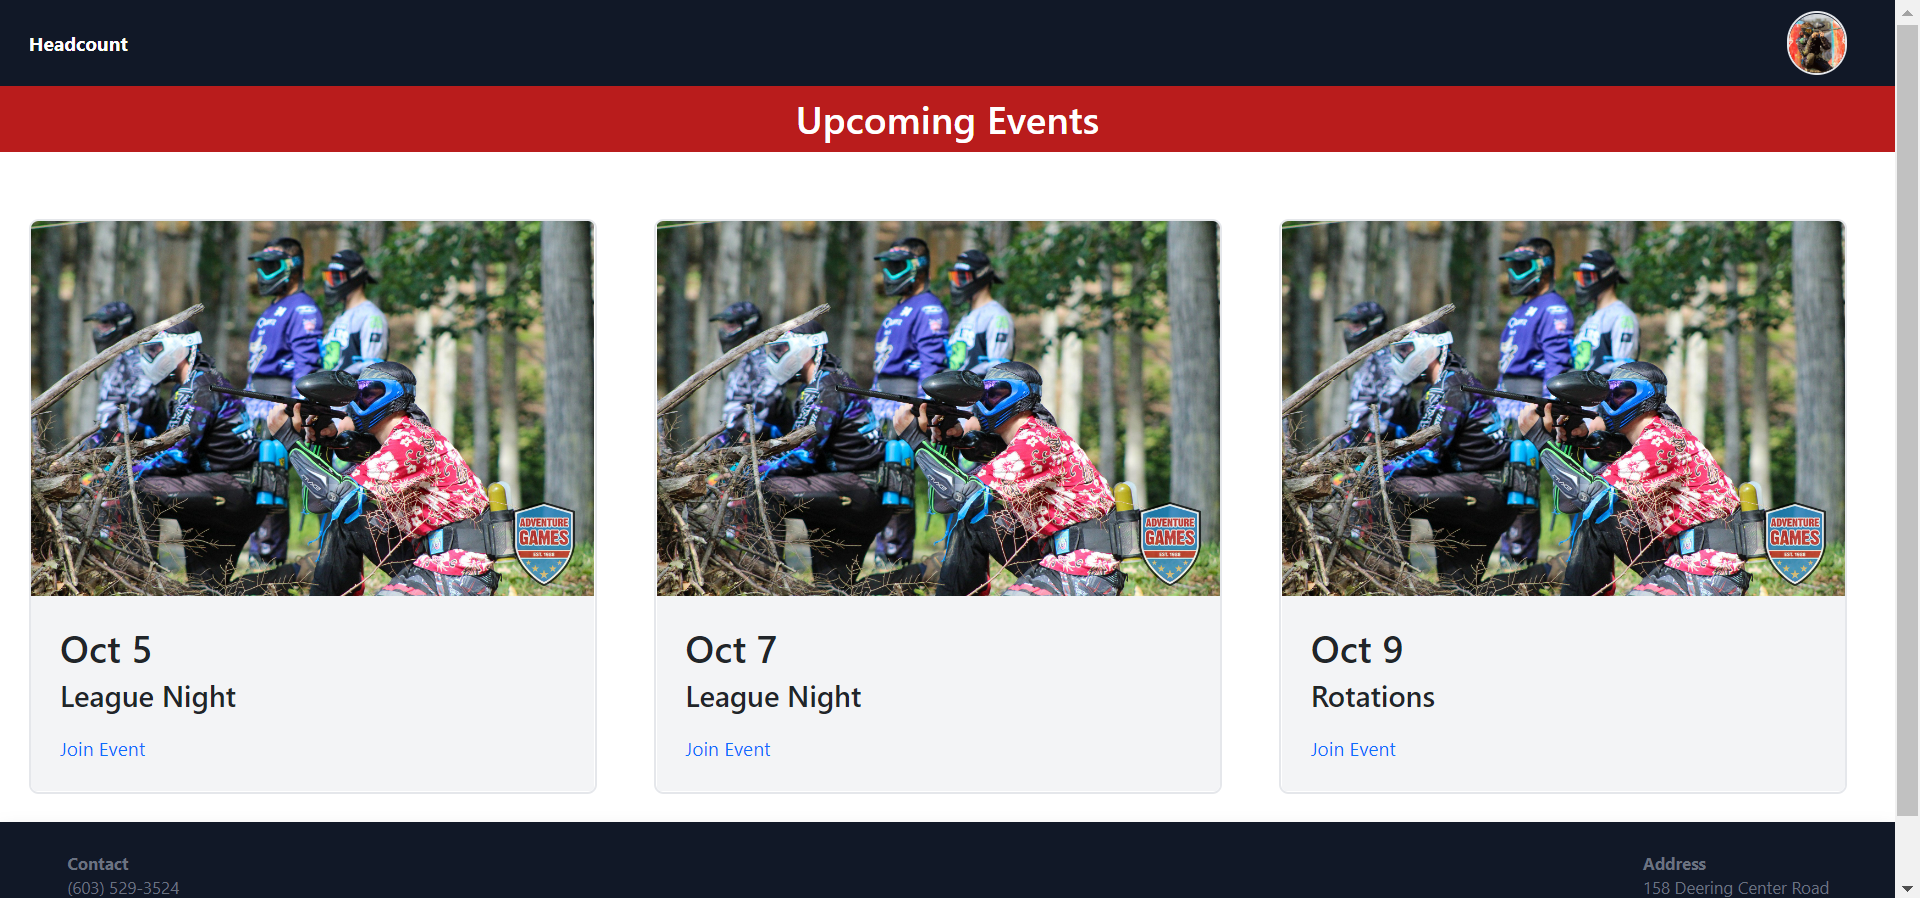 Headcount
Upcoming Events
ADVENTURE
GAMES
ADVENTURE
GAMES
ADVENTURE
GAMES
Oct 5
League Night
Join Event
Oct 7
League Night
Join Event
Oct 9
Rotations
Join Event
Contact
(603) 529-3524
Address
158 Deering Center Road